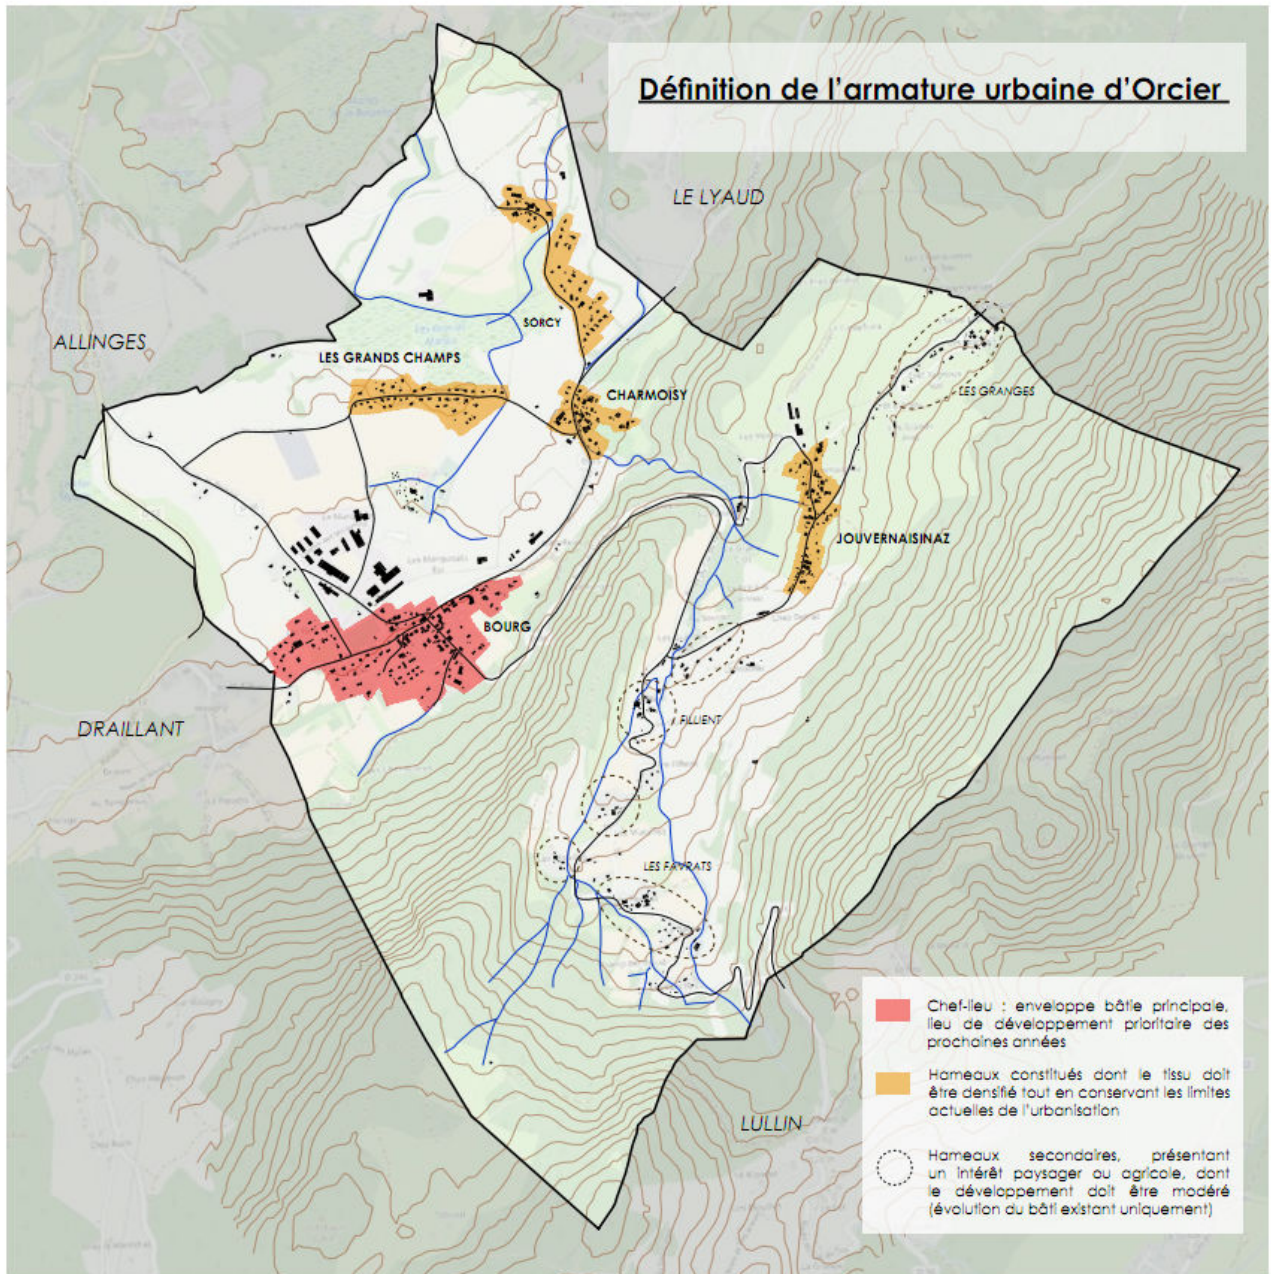 Définition de l'armature urbaine d'Orcier
LE LYAUD
ALLINGES
SORCY
LES GRANDS CHAMPS
CHARMOISY
LES GRANGES
JOUVERNAISINAZ
BOURG
DRAILLANT
FILLIENT
LES FAVRATS
LULLIN
Chef-lieu : enveloppe bâtie principale,
lieu de développement prioritaire des
prochaines années
Hameaux constitués dont le tissu doit
être densifié tout en conservant les limites
actuelles de l'urbanisation
Hameaux secondaires, présentant
un intérêt paysager ou agricole, dont
le développement doit être modéré
(évolution du bâti existant uniquement)